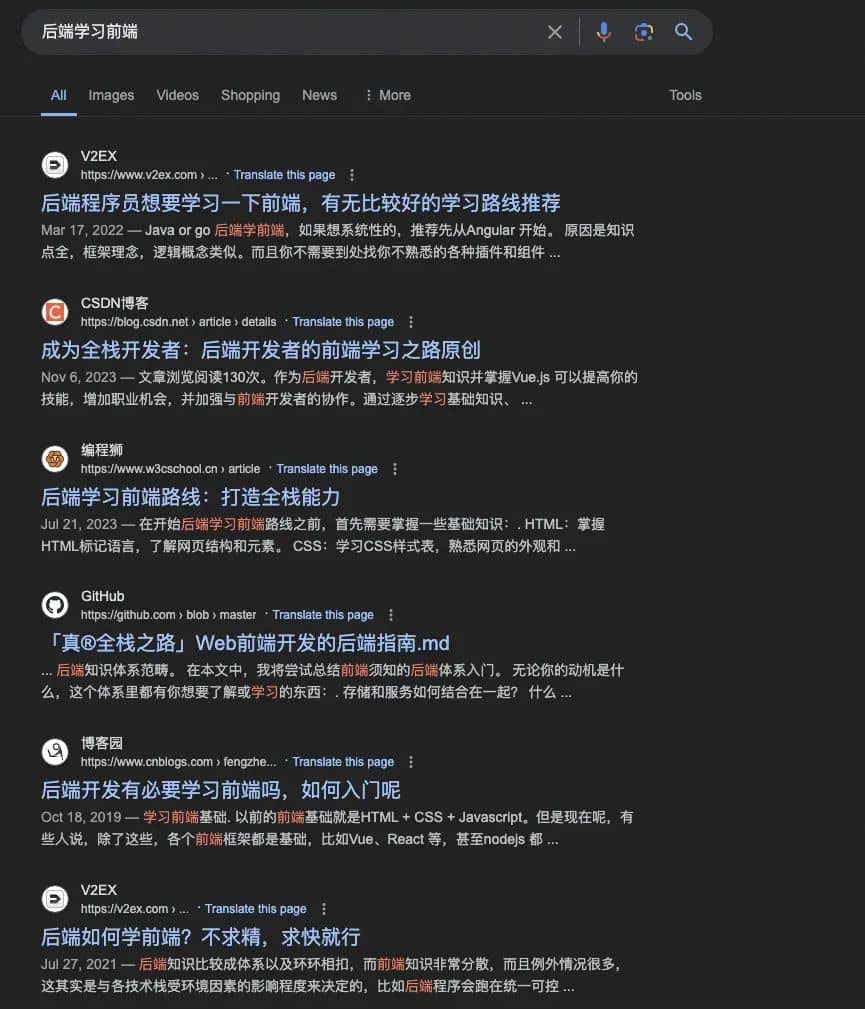 后端学习前端
All Images Videos Shopping News More Tools
V2EX
https://www.v2ex.com › ... · Translate this page
后端程序员想要学习一下前端，有无比较好的学习路线推荐
Mar 17, 2022 — Java or go 后端学前端，如果想系统性的，推荐先从Angular 开始。 原因是知识
点全，框架理念，逻辑概念类似。而且你不需要到处找你不熟悉的各种插件和组件 ...
CSDN博客
https://blog.csdn.net › article › details · Translate this page
成为全栈开发者：后端开发者的前端学习之路原创
Nov 6, 2023 — 文章浏览阅读130次。作为后端开发者，学习前端知识并掌握Vue.js 可以提高你的
技能，增加职业机会，并加强与前端开发者的协作。通过逐步学习基础知识、 ...
编程狮
https://www.w3cschool.cn › article · Translate this page
后端学习前端路线：打造全栈能力
Jul 21, 2023 — 在开始后端学习前端路线之前，首先需要掌握一些基础知识：. HTML：掌握
HTML标记语言，了解网页结构和元素。 CSS：学习CSS样式表，熟悉网页的外观和 ...
GitHub
https://github.com › blob › master · Translate this page
「真®全栈之路」Web前端开发的后端指南.md
... 后端知识体系范畴。 在本文中，我将尝试总结前端须知的后端体系入门。 无论你的动机是什
么，这个体系里都有你想要了解或学习的东西：. 存储和服务如何结合在一起？ 什么 ...
博客园
https://www.cnblogs.com › fengzhe... · Translate this page
后端开发有必要学习前端吗，如何入门呢
Oct 18, 2019 — 学习前端基础. 以前的前端基础就是HTML + CSS + Javascript。但是现在呢，有
些人说，除了这些，各个前端框架都是基础，比如Vue、React 等，甚至nodejs 都 ...
V2EX
https://v2ex.com › ... · Translate this page
后端如何学前端？不求精，求快就行
Jul 27, 2021 — 后端知识比较成体系以及环环相扣，而前端知识非常分散，而且例外情况很多，
这其实是与各技术栈受环境因素的影响程度来决定的，比如后端程序会跑在统一可控 ...